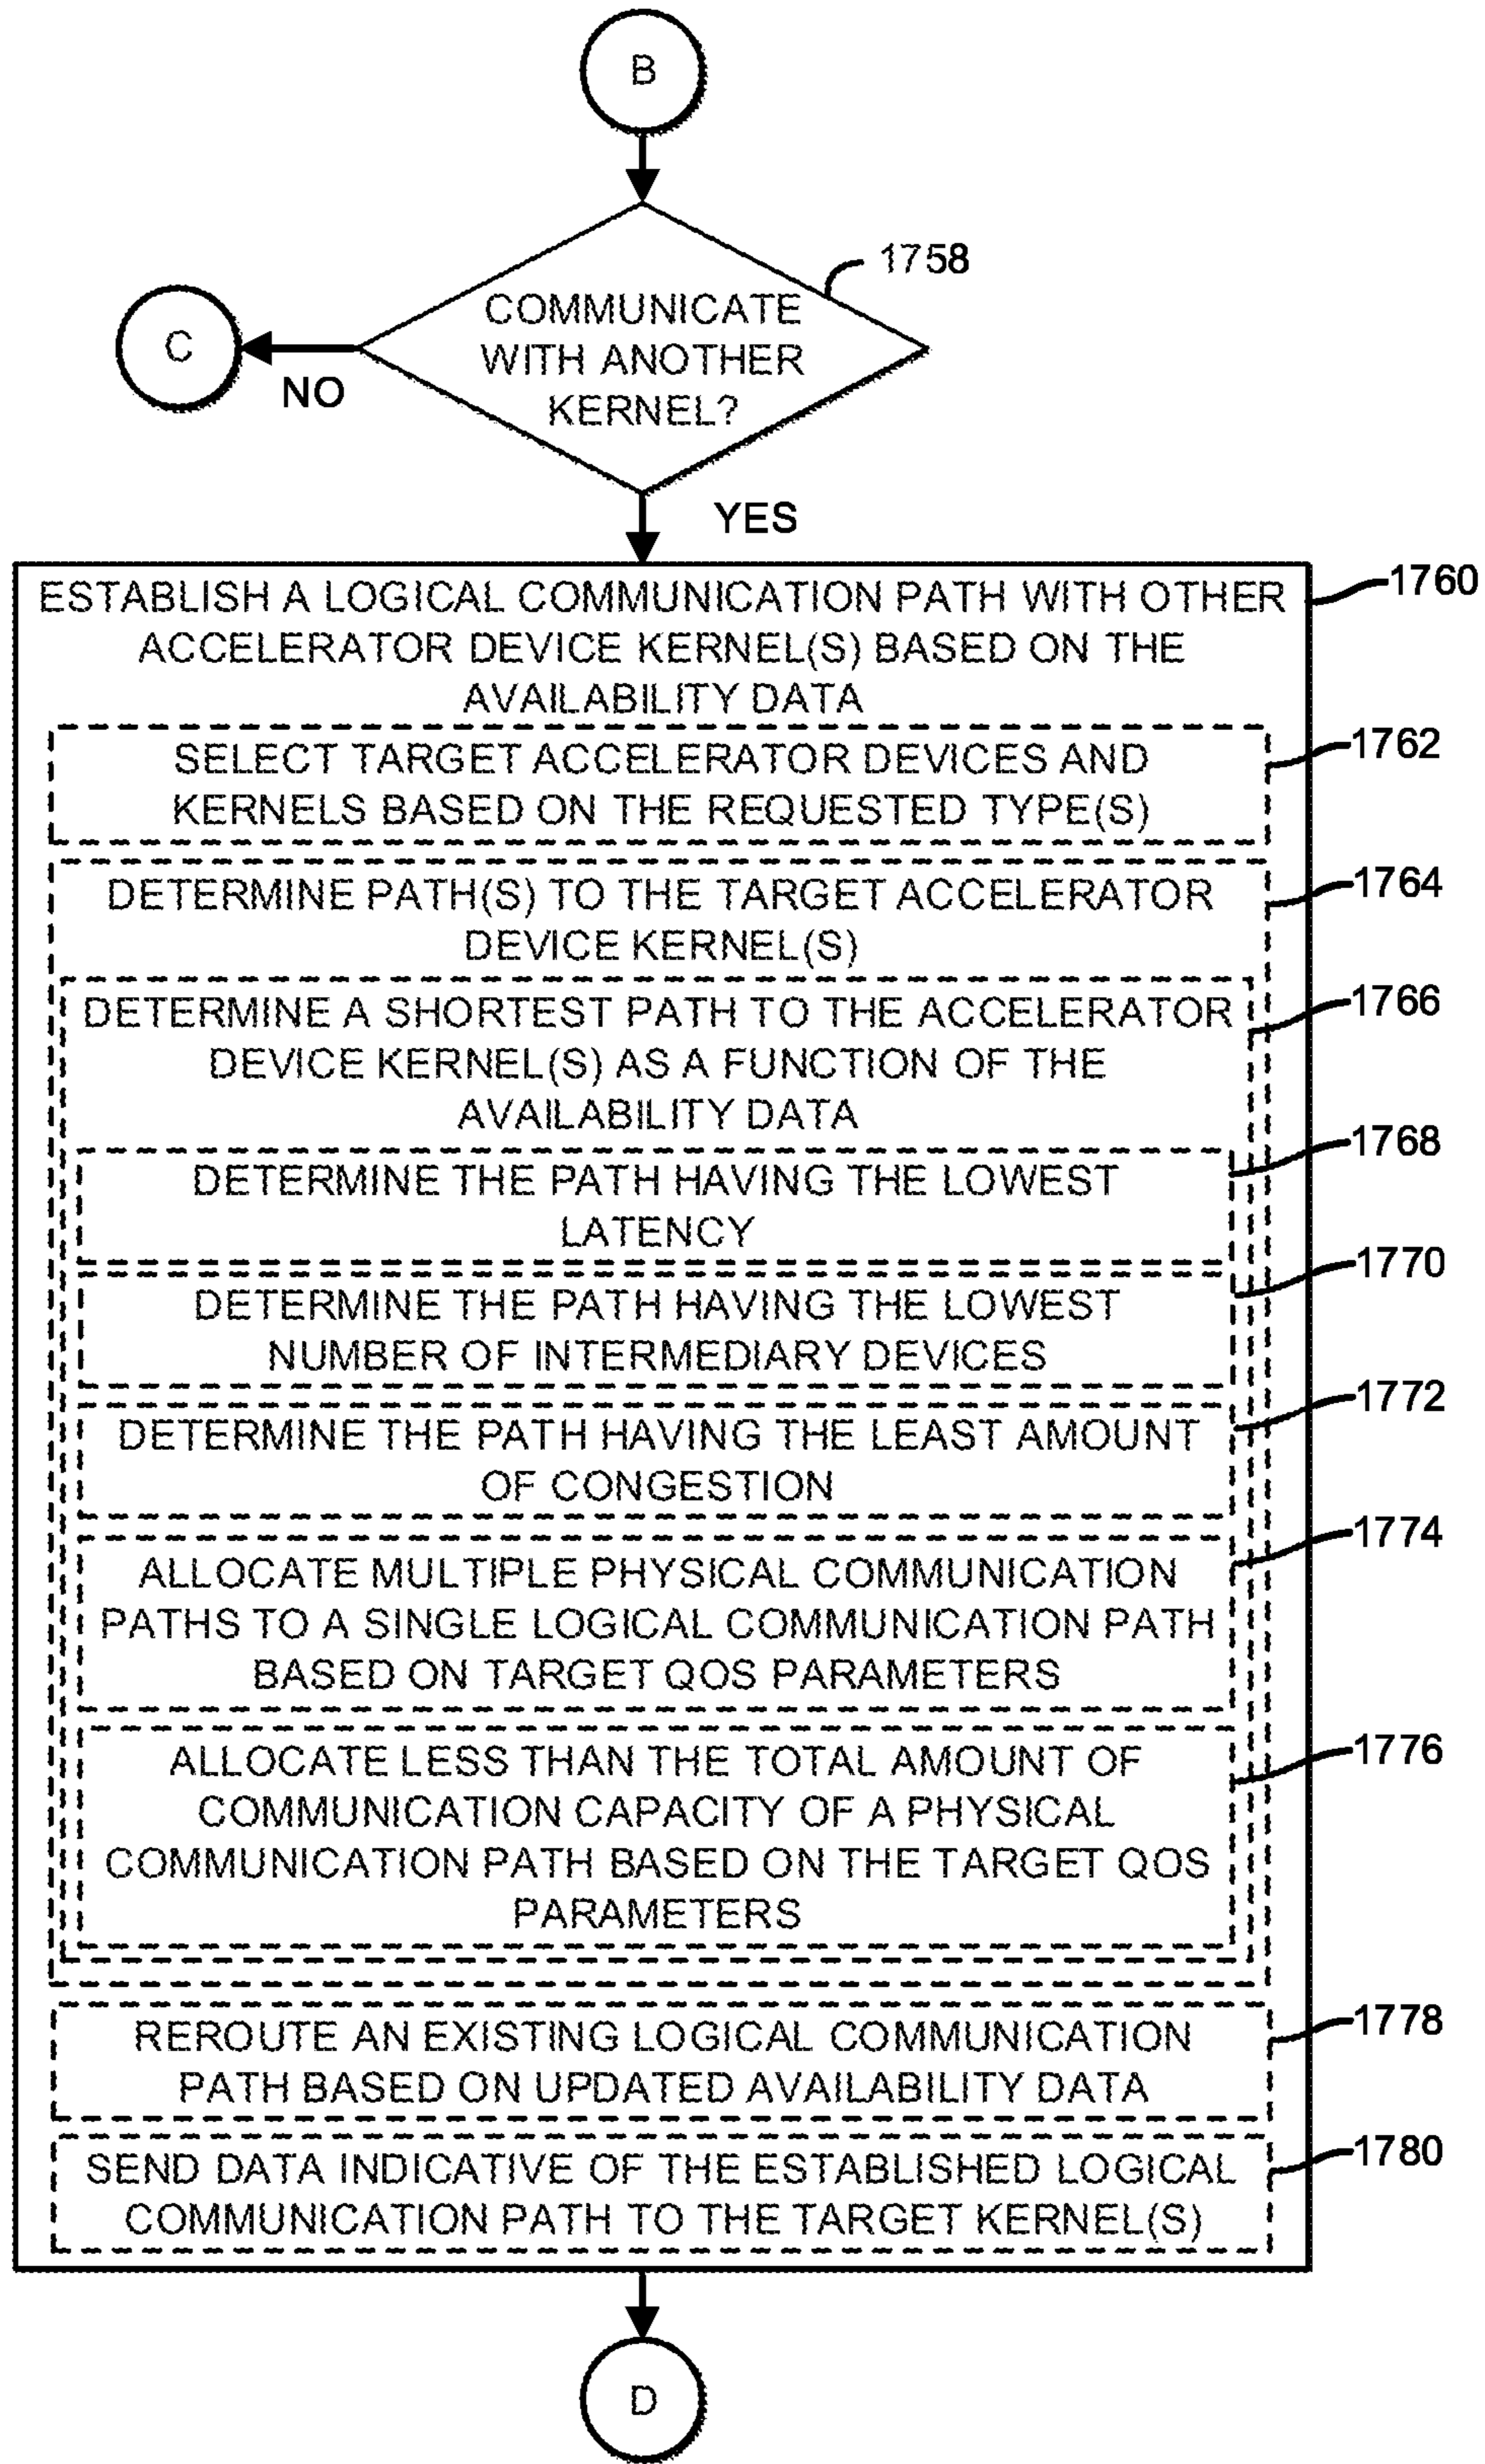 B
1758
COMMUNICATE
WITH ANOTHER
KERNEL?
C
NO
YES
1760
ESTABLISH A LOGICAL COMMUNICATION PATH WITH OTHER
ACCELERATOR DEVICE KERNEL(S) BASED ON THE
AVAILABILITY DATA
1762
SELECT TARGET ACCELERATOR DEVICES AND
KERNELS BASED ON THE REQUESTED TYPE(S)
1764
DETERMINE PATH(S) TO THE TARGET ACCELERATOR
DEVICE KERNEL(S)
1766
DETERMINE A SHORTEST PATH TO THE ACCELERATOR
DEVICE KERNEL(S) AS A FUNCTION OF THE
AVAILABILITY DATA
1768
DETERMINE THE PATH HAVING THE LOWEST
LATENCY
1770
DETERMINE THE PATH HAVING THE LOWEST
NUMBER OF INTERMEDIARY DEVICES
1772
DETERMINE THE PATH HAVING THE LEAST AMOUNT
OF CONGESTION
1774
ALLOCATE MULTIPLE PHYSICAL COMMUNICATION
PATHS TO A SINGLE LOGICAL COMMUNICATION PATH
BASED ON TARGET QOS PARAMETERS
1776
ALLOCATE LESS THAN THE TOTAL AMOUNT OF
COMMUNICATION CAPACITY OF A PHYSICAL
COMMUNICATION PATH BASED ON THE TARGET QOS
PARAMETERS
1778
REROUTE AN EXISTING LOGICAL COMMUNICATION
PATH BASED ON UPDATED AVAILABILITY DATA
1780
SEND DATA INDICATIVE OF THE ESTABLISHED LOGICAL
COMMUNICATION PATH TO THE TARGET KERNEL(S)
D